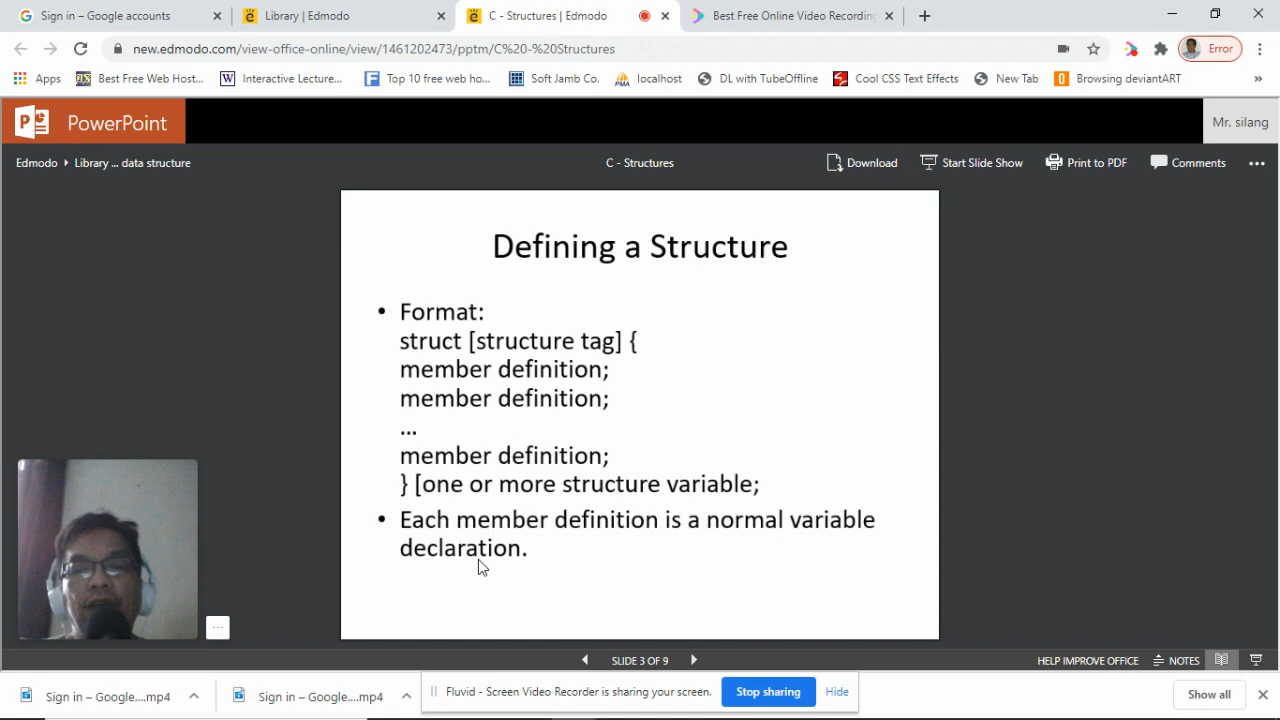 Sign in – Google accounts
Library | Edmodo
C - Structures | Edmodo
Best Free Online Video Recording
new.edmodo.com/view-office-online/view/1461202473/pptm/C%20-%20Structures
Error
Apps
Best Free Web Host...
Interactive Lecture...
Top 10 free web ho...
Soft Jamb Co.
localhost
DL with TubeOffline
Cool CSS Text Effects
New Tab
Browsing deviantART
»
PowerPoint
Mr. silang
Edmodo
Library ... data structure
C - Structures
Download
Start Slide Show
Print to PDF
Comments
...
Defining a Structure
• Format:
struct [structure tag] {
member definition;
member definition;
...
member definition;
} [one or more structure variable;
• Each member definition is a normal variable
declaration.
...
SLIDE 3 OF 9
HELP IMPROVE OFFICE
NOTES
Sign in – Google....mp4
Sign in – Google....mp4
Fluvid - Screen Video Recorder is sharing your screen.
Stop sharing
Hide
Show all